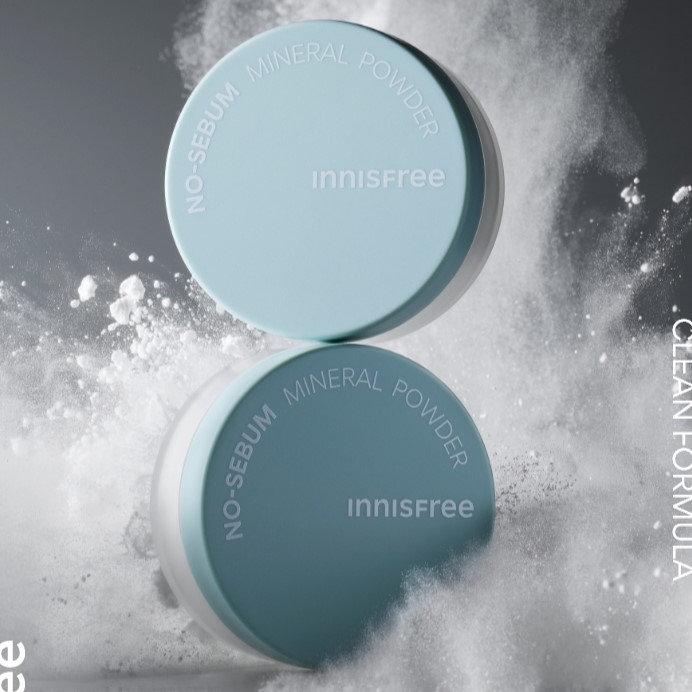 NO-SEBUM MINERAL POWDER
innisfree
NO-SEBUM MINERAL POWDER
innisfree
CLEAN FORMULA
ee